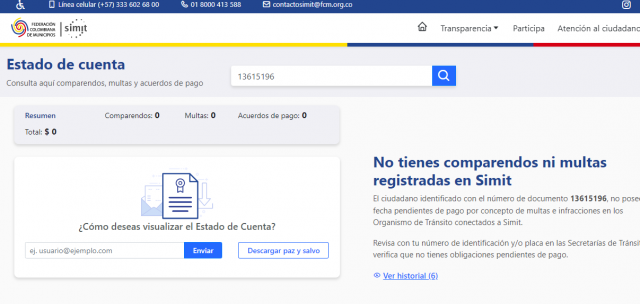 Línea celular (+57) 333 602 68 00
01 8000 413 588
contactosimit@fcm.org.co
FEDERACIÓN
COLOMBIANA
DE MUNICIPIOS
simit
Transparencia
Participa
Atención al ciudadano
Estado de cuenta
Consulta aquí comparendos, multas y acuerdos de pago
13615196
Resumen
Comparendos: 0
Multas: 0
Acuerdos de pago: 0
Total: $ 0
¿Cómo deseas visualizar el Estado de Cuenta?
ej. usuario@ejemplo.com
Enviar
Descargar paz y salvo
No tienes comparendos ni multas
registradas en Simit
El ciudadano identificado con el número de documento 13615196, no pose
fecha pendientes de pago por concepto de multas e infracciones en los
Organismo de Tránsito conectados a Simit.
Revisa con tu número de identificación y/o placa en las Secretarías de Tránsit
verifica que no tienes obligaciones pendientes de pago.
Ver historial (6)